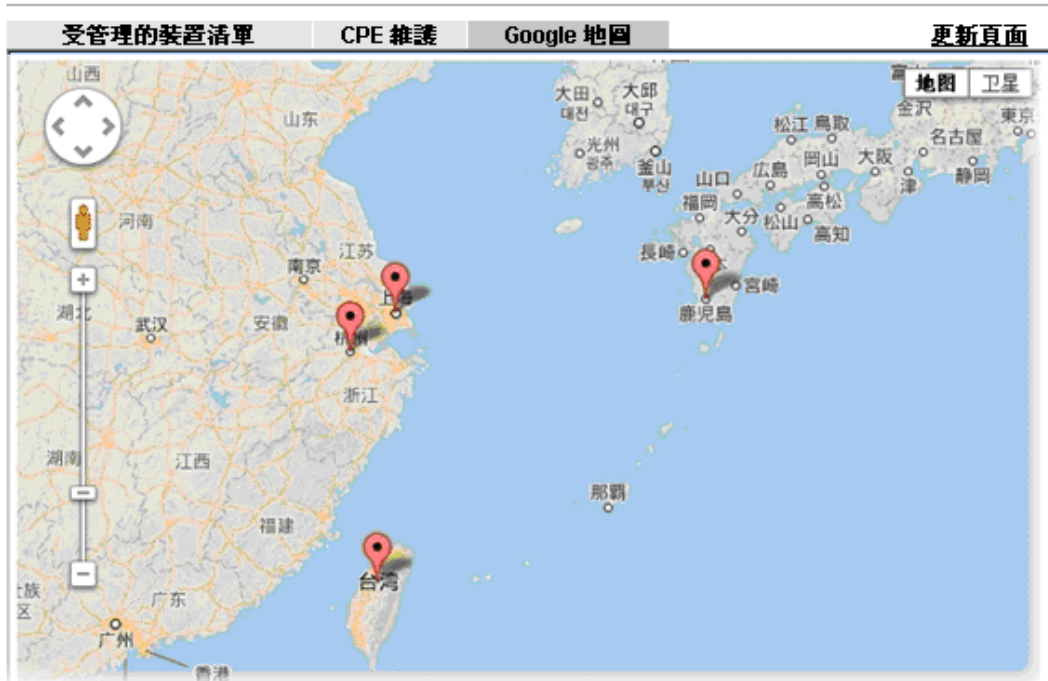 受管理的裝置清單 CPE 維護 Google 地圖 更新頁面
地图 卫星
山西
山东
河南
江苏
南京
上海
湖北
武汉
安徽
杭州
浙江
湖南
江西
福建
台湾
广东
族
区
广州
香港
大田
대전
大邱
대구
光州
광주
釜山
부산
松江
鳥取
金沢
東京
名古屋
静岡
津
大阪
岡山
広島
山口
福岡
高松
松山
高知
大分
長崎
宮崎
鹿児島
那覇